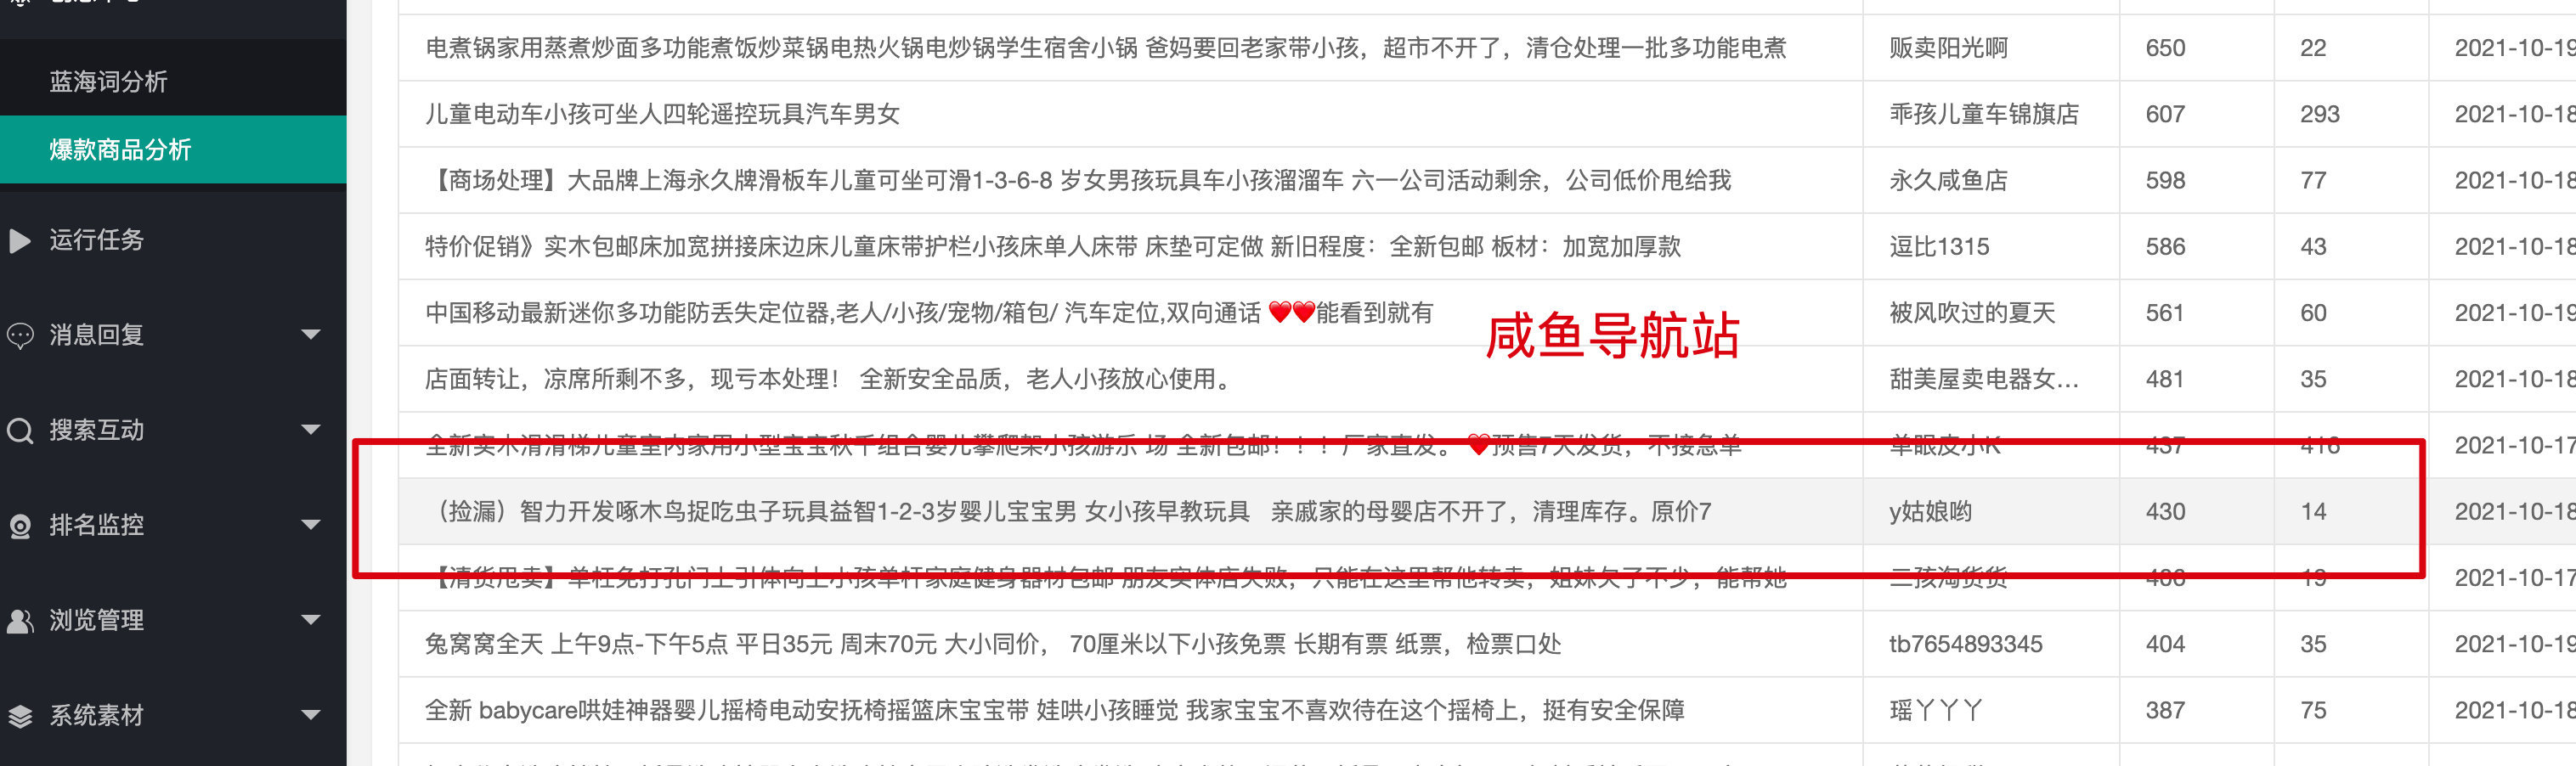 蓝海词分析
爆款商品分析
运行任务
消息回复
搜索互动
排名监控
浏览管理
系统素材
电煮锅家用蒸煮炒面多功能煮饭炒菜锅电热火锅电炒锅学生宿舍小锅 爸妈要回老家带小孩，超市不开了，清仓处理一批多功能电煮 贩卖阳光啊 650 22 2021-10-19
儿童电动车小孩可坐人四轮遥控玩具汽车男女 乖孩儿童车锦旗店 607 293 2021-10-18
【商场处理】大品牌上海永久牌滑板车儿童可坐可滑1-3-6-8 岁女男孩玩具车小孩溜溜车 六一公司活动剩余，公司低价甩给我 永久咸鱼店 598 77 2021-10-18
特价促销》实木包邮床加宽拼接床边床儿童床带护栏小孩床单人床带 床垫可定做 新旧程度：全新包邮 板材：加宽加厚款 逗比1315 586 43 2021-10-18
中国移动最新迷你多功能防丢失定位器,老人/小孩/宠物/箱包/ 汽车定位,双向通话 ❤️❤️能看到就有 被风吹过的夏天 561 60 2021-10-19
咸鱼导航站
店面转让，凉席所剩不多，现亏本处理！ 全新安全品质，老人小孩放心使用。 甜美屋卖电器女... 481 35 2021-10-18
全新实木滑滑梯儿童室内家用小型宝宝秋千组合婴儿攀爬架小孩游乐 场 全新包邮！！！厂家直发。 ❤️预售7天发货，不接急单 单眼皮小K 437 416 2021-10-17
（捡漏）智力开发啄木鸟捉吃虫子玩具益智1-2-3岁婴儿宝宝男 女小孩早教玩具 亲戚家的母婴店不开了，清理库存。原价7 y姑娘哟 430 14 2021-10-18
【清货甩卖】单杠免打孔门上引体向上小孩单杆家庭健身器材包邮 朋友实体店失败，只能在这里帮他转卖，姐妹欠了不少，能帮她 二孩淘货货 406 19 2021-10-17
兔窝窝全天 上午9点-下午5点 平日35元 周末70元 大小同价， 70厘米以下小孩免票 长期有票 纸票，检票口处 tb7654893345 404 35 2021-10-19
全新 babycare哄娃神器婴儿摇椅电动安抚椅摇篮床宝宝带 娃哄小孩睡觉 我家宝宝不喜欢待在这个摇椅上，挺有安全保障 瑶丫丫丫 387 75 2021-10-18